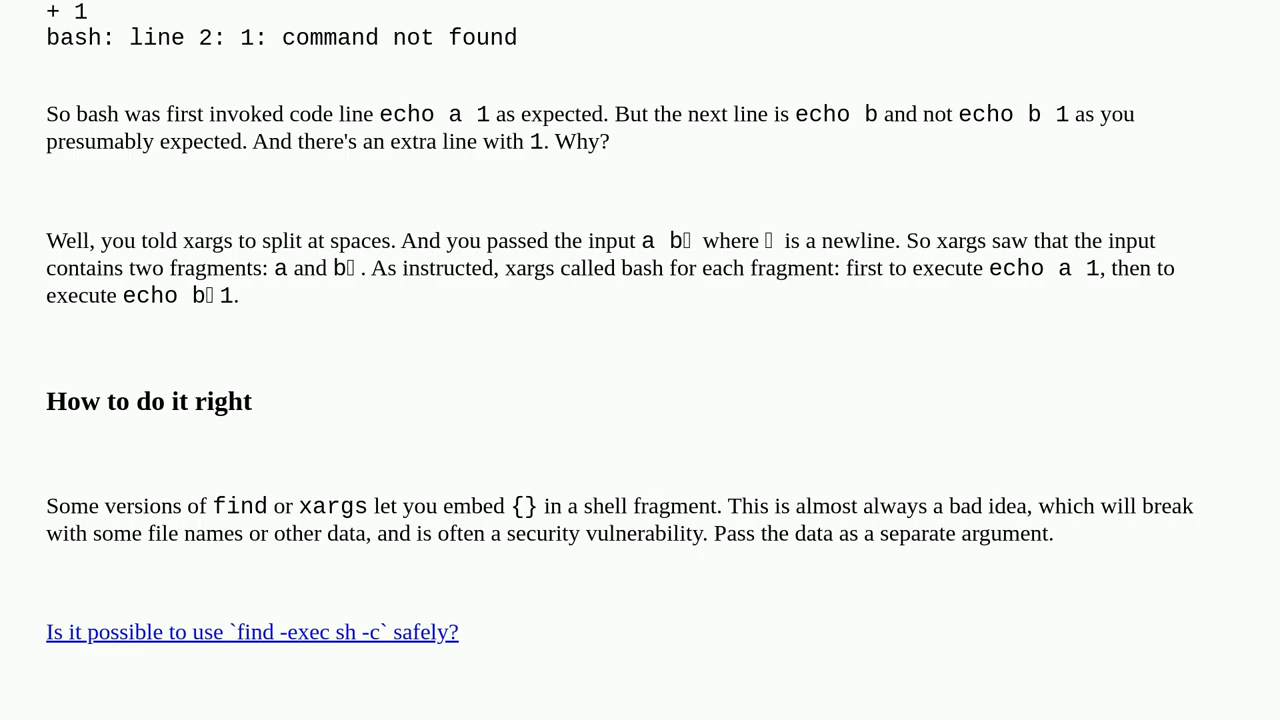 + 1
bash: line 2: 1: command not found
So bash was first invoked code line echo a 1 as expected. But the next line is echo b and not echo b 1 as you
presumably expected. And there's an extra line with 1. Why?
Well, you told xargs to split at spaces. And you passed the input a b▯ where ▯ is a newline. So xargs saw that the input
contains two fragments: a and b▯. As instructed, xargs called bash for each fragment: first to execute echo a 1, then to
execute echo b▯1.
How to do it right
Some versions of find or xargs let you embed {} in a shell fragment. This is almost always a bad idea, which will break
with some file names or other data, and is often a security vulnerability. Pass the data as a separate argument.
Is it possible to use `find -exec sh -c` safely?